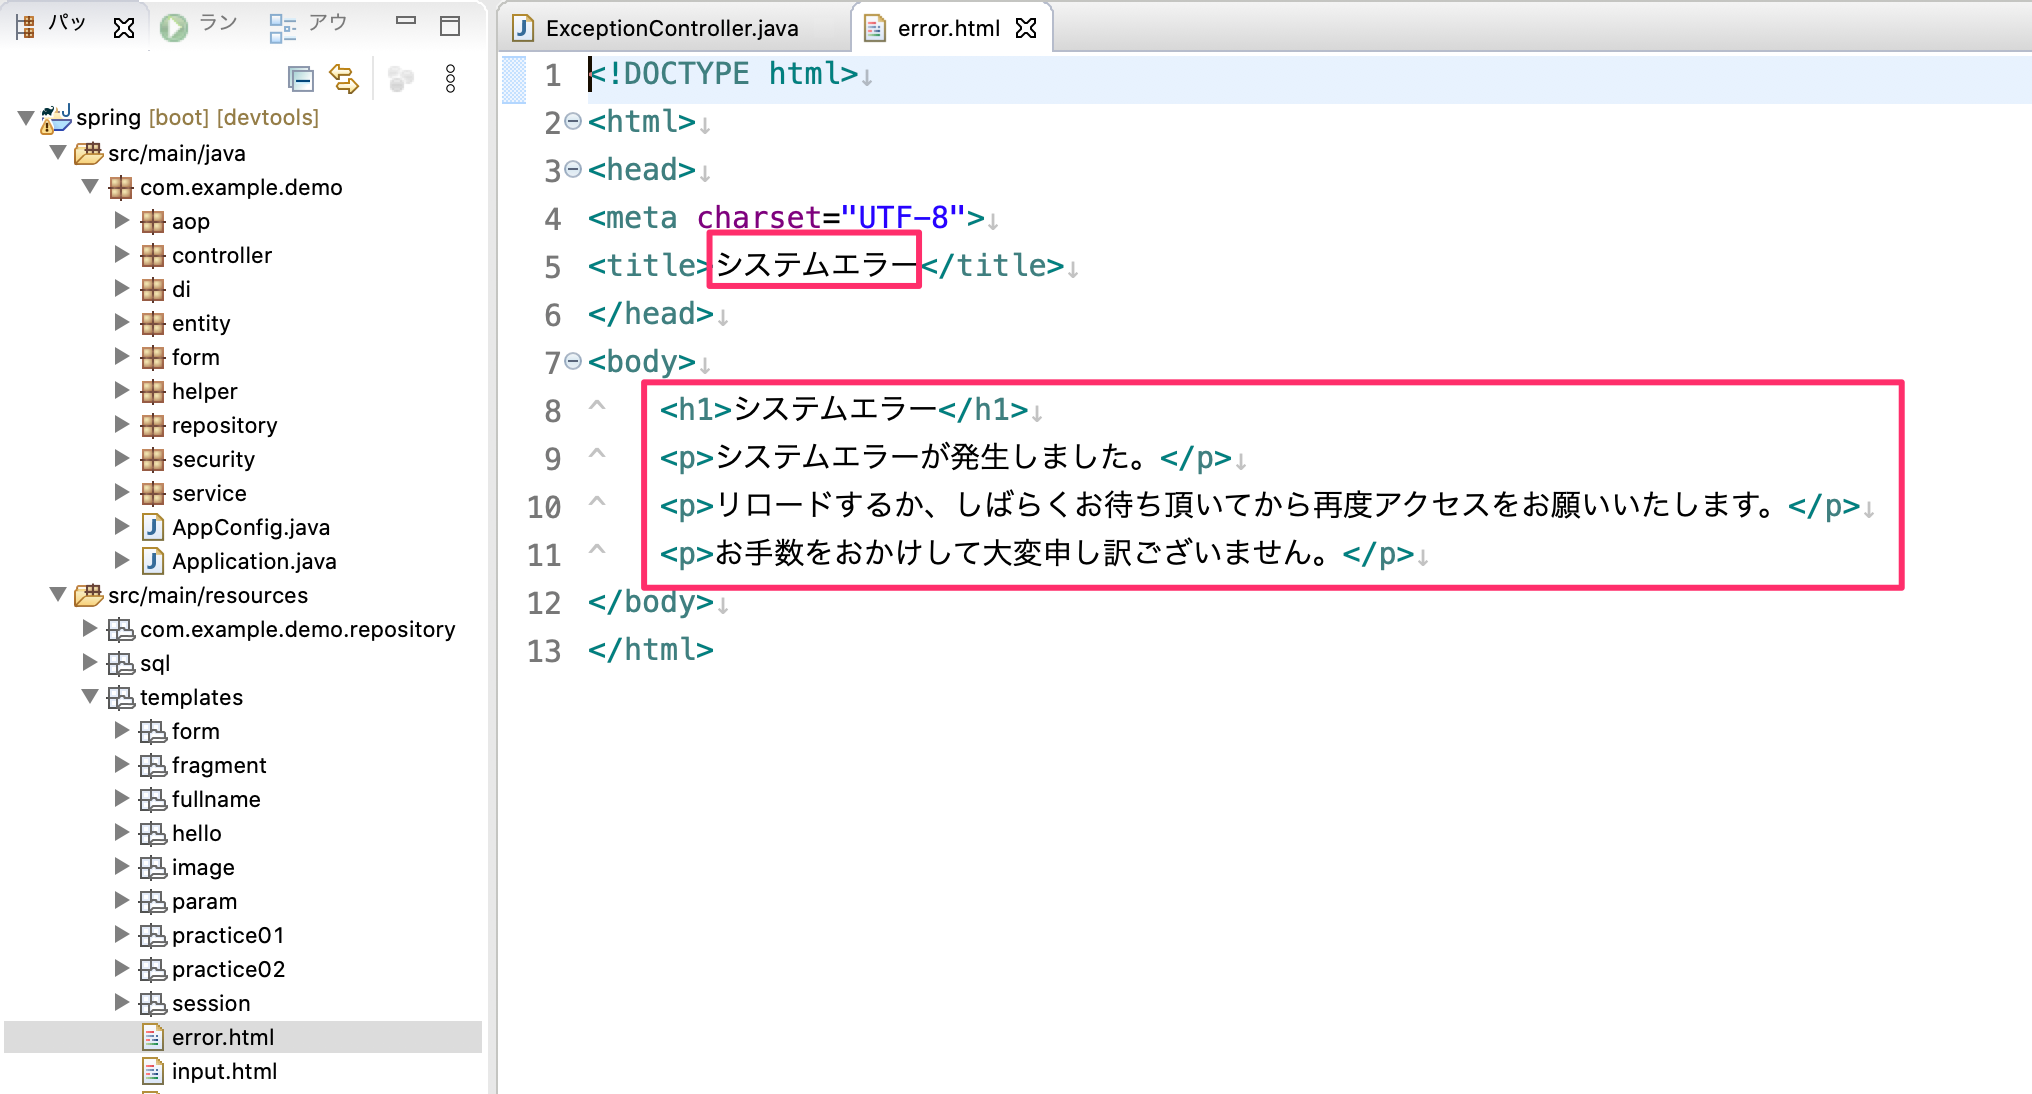 パッ ラン アウ
spring [boot] [devtools]
src/main/java
com.example.demo
aop
controller
di
entity
form
helper
repository
security
service
AppConfig.java
Application.java
src/main/resources
com.example.demo.repository
sql
templates
form
fragment
fullname
hello
image
param
practice01
practice02
session
error.html
input.html
ExceptionController.java error.html
1 <!DOCTYPE html>↓
2 <html>↓
3 <head>↓
4 <meta charset="UTF-8">↓
5 <title>システムエラー</title>↓
6 </head>↓
7 <body>↓
8 ^ <h1>システムエラー</h1>↓
9 ^ <p>システムエラーが発生しました。</p>↓
10 ^ <p>リロードするか、しばらくお待ち頂いてから再度アクセスをお願いいたします。</p>↓
11 ^ <p>お手数をおかけして大変申し訳ございません。</p>↓
12 </body>↓
13 </html>